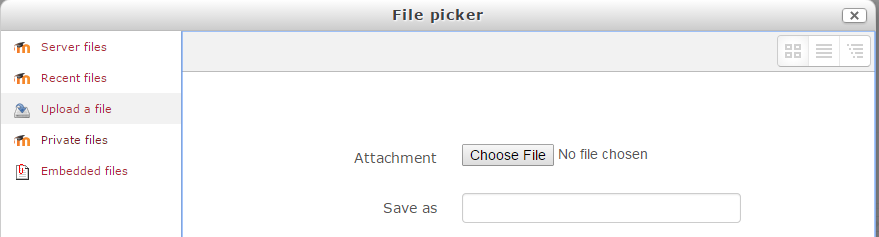 File picker
Server files
Recent files
Upload a file
Private files
Embedded files
Attachment Choose File No file chosen
Save as